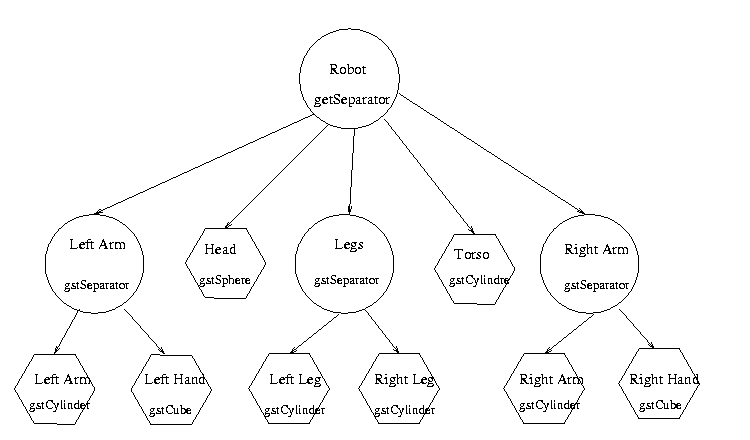 Robot
getSeparator
Left Arm
gstSeparator
Head
gstSphere
Legs
gstSeparator
Torso
gstCylindre
Right Arm
gstSeparator
Left Arm
gstCylinder
Left Hand
gstCube
Left Leg
gstCylinder
Right Leg
gstCylinder
Right Arm
gstCylinder
Right Hand
gstCube